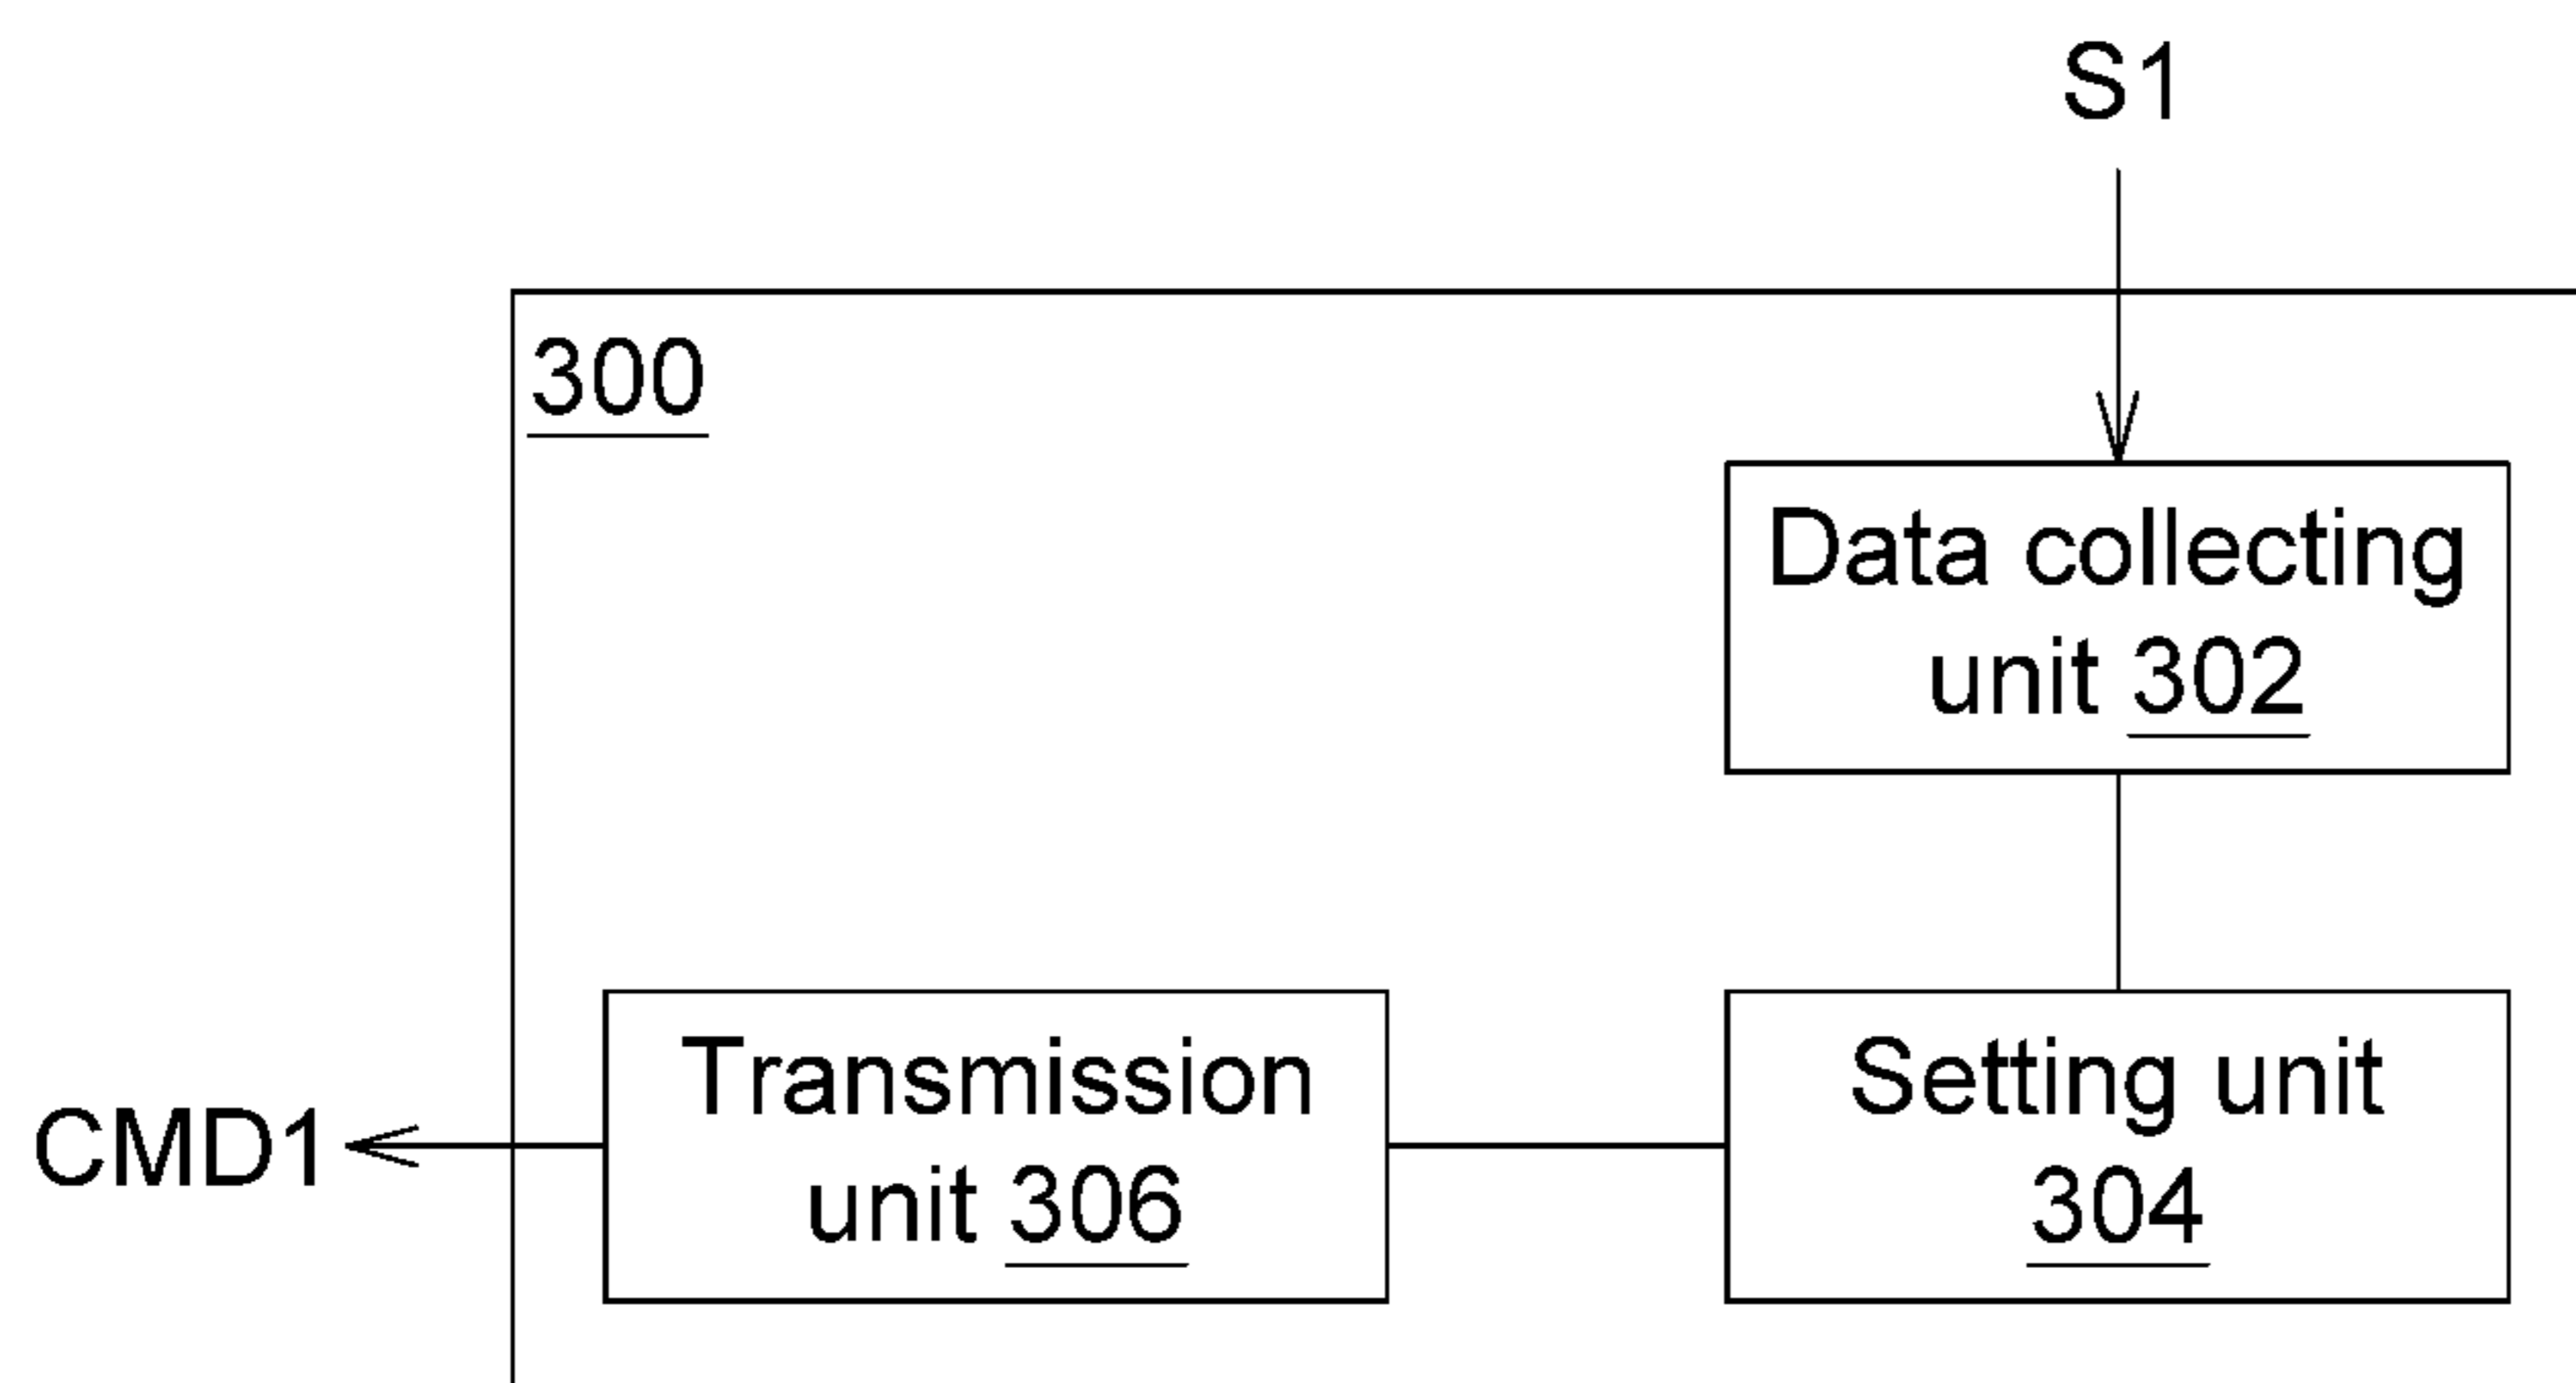 S1
300
Data collecting
unit 302
Transmission
unit 306
Setting unit
304
CMD1